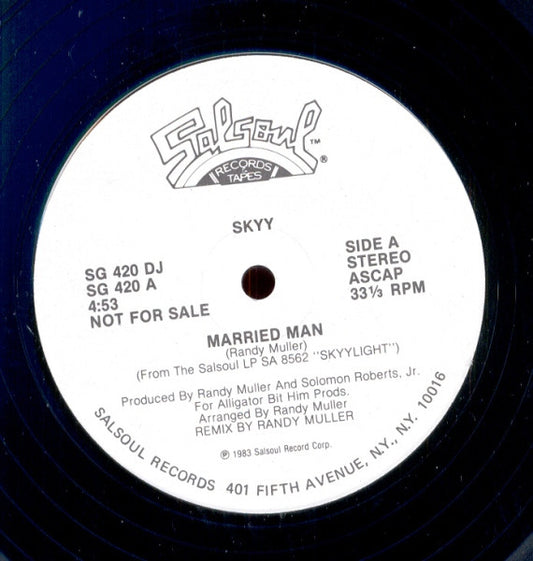 Salsoul ™ ®
RECORDS
& TAPES
SKYY
SG 420 DJ
SG 420 A
4:53
NOT FOR SALE
SIDE A
STEREO
ASCAP
33⅓ RPM
MARRIED MAN
(Randy Muller)
(From The Salsoul LP SA 8562 "SKYYLIGHT")
Produced By Randy Muller And Solomon Roberts, Jr.
For Alligator Bit Him Prods.
Arranged By Randy Muller
REMIX BY RANDY MULLER
℗ 1983 Salsoul Record Corp.
SALSOUL RECORDS 401 FIFTH AVENUE, N.Y., N.Y. 10016